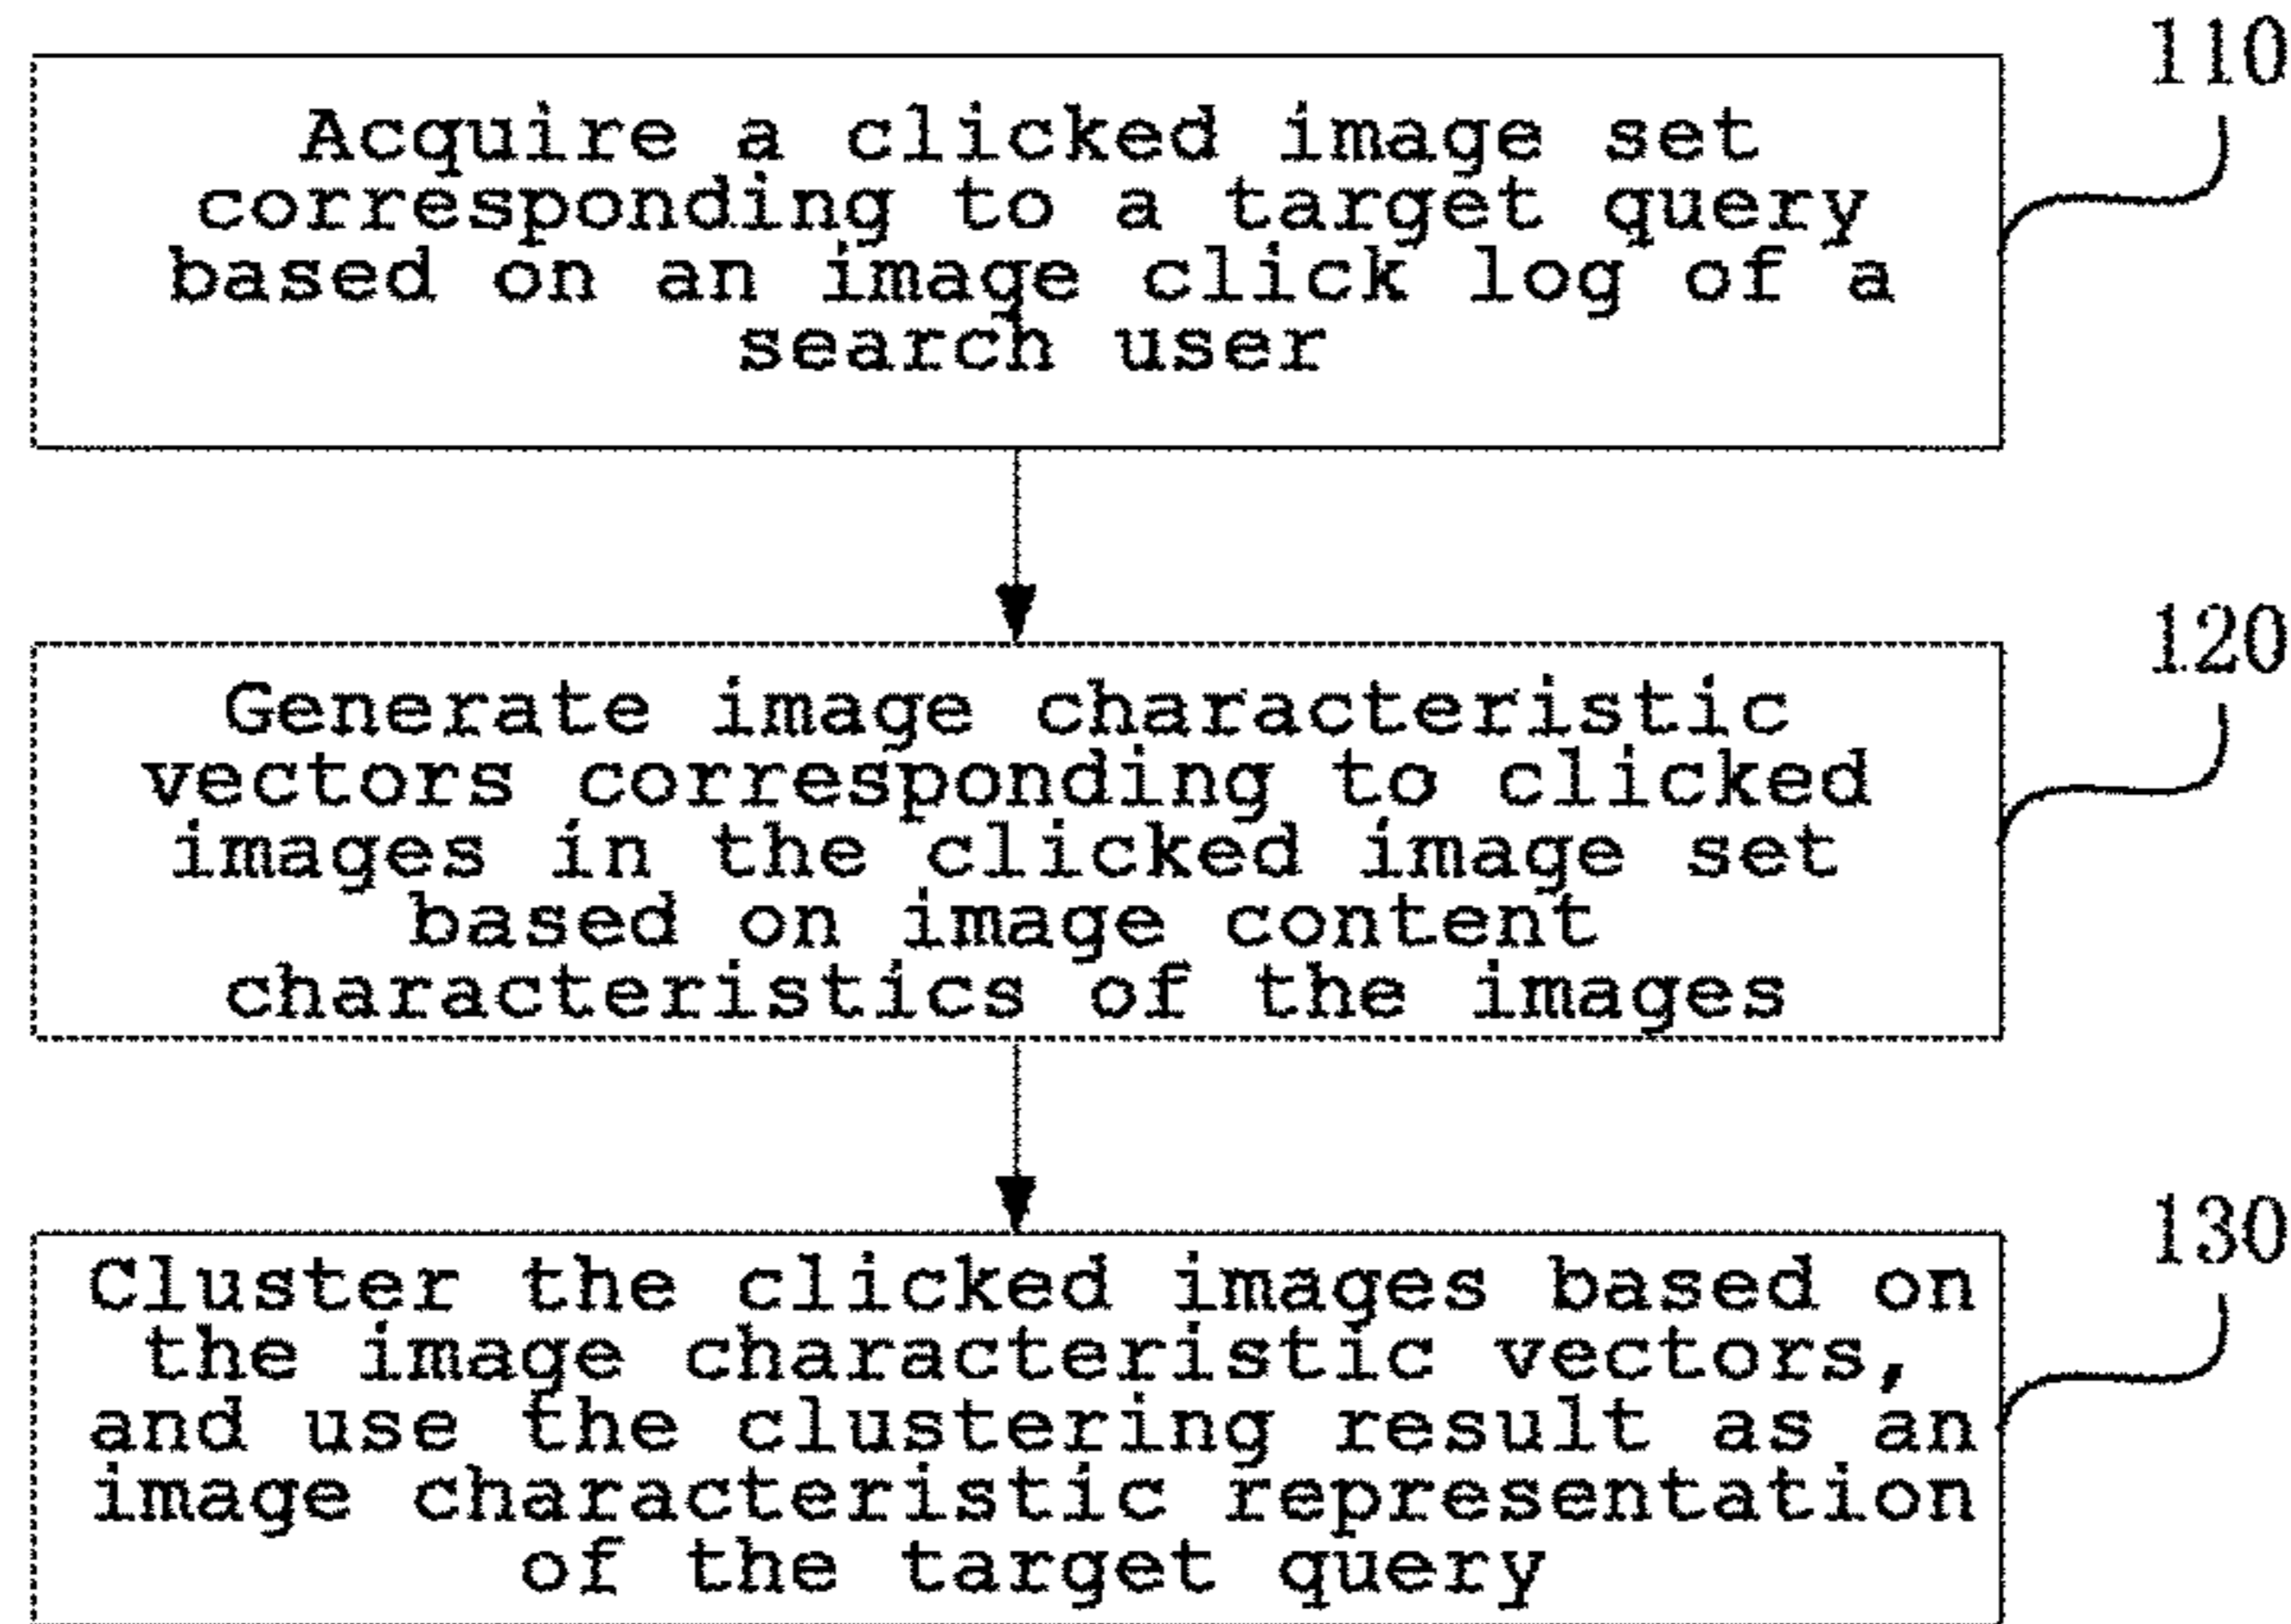 110
Acquire a clicked image set
corresponding to a target query
based on an image click log of a
search user
120
Generate image characteristic
vectors corresponding to clicked
images in the clicked image set
based on image content
characteristics of the images
130
Cluster the clicked images based on
the image characteristic vectors,
and use the clustering result as an
image characteristic representation
of the target query